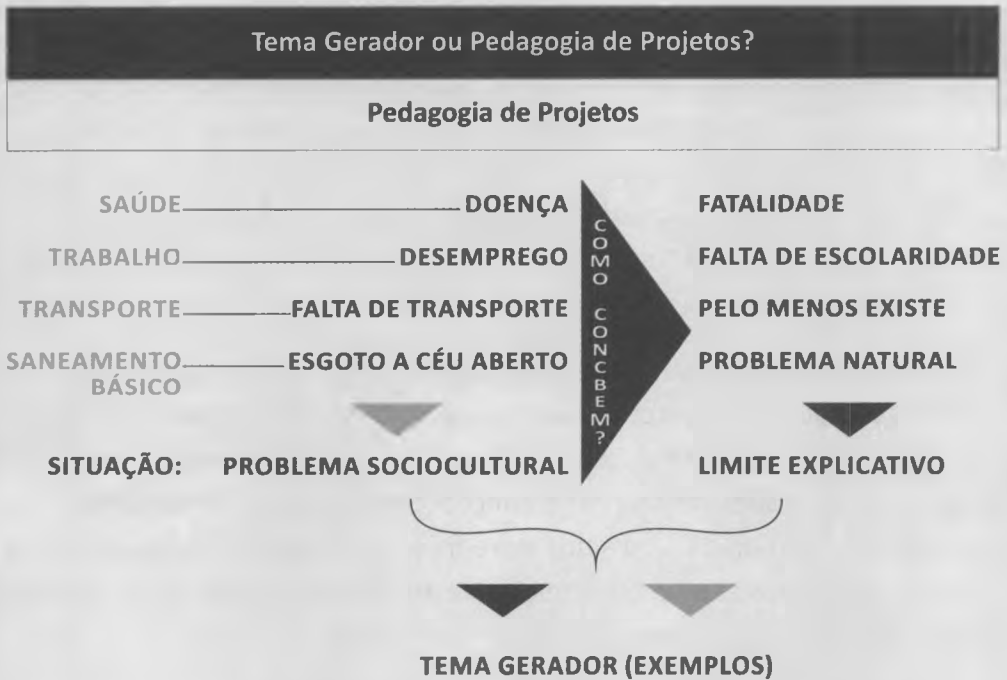 Tema Gerador ou Pedagogia de Projetos?
Pedagogia de Projetos
SAÚDE DOENÇA FATALIDADE
TRABALHO DESEMPREGO FALTA DE ESCOLARIDADE
TRANSPORTE FALTA DE TRANSPORTE PELO MENOS EXISTE
SANEAMENTO BÁSICO ESGOTO A CÉU ABERTO PROBLEMA NATURAL
COMO CONCBEM?
SITUAÇÃO: PROBLEMA SOCIOCULTURAL LIMITE EXPLICATIVO
TEMA GERADOR (EXEMPLOS)